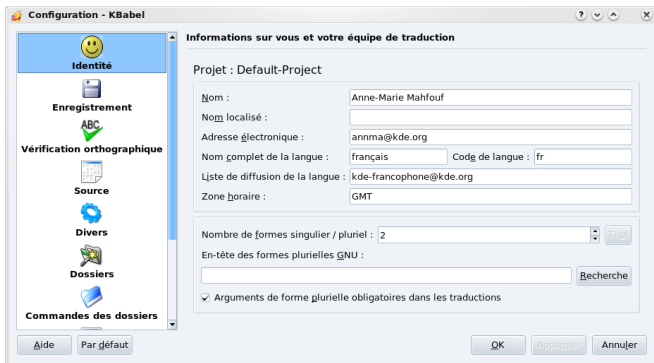 Configuration - KBabel
Identité
Enregistrement
ABC
Vérification orthographique
Source
Divers
Dossiers
Commandes des dossiers
Informations sur vous et votre équipe de traduction
Projet : Default-Project
Nom : Anne-Marie Mahfouf
Nom localisé :
Adresse électronique : annma@kde.org
Nom complet de la langue : français Code de langue : fr
Liste de diffusion de la langue : kde-francophone@kde.org
Zone horaire : GMT
Nombre de formes singulier / pluriel : 2 Test
En-tête des formes plurielles GNU :
Recherche
Arguments de forme plurielle obligatoires dans les traductions
Aide Par défaut OK Appliquer Annuler